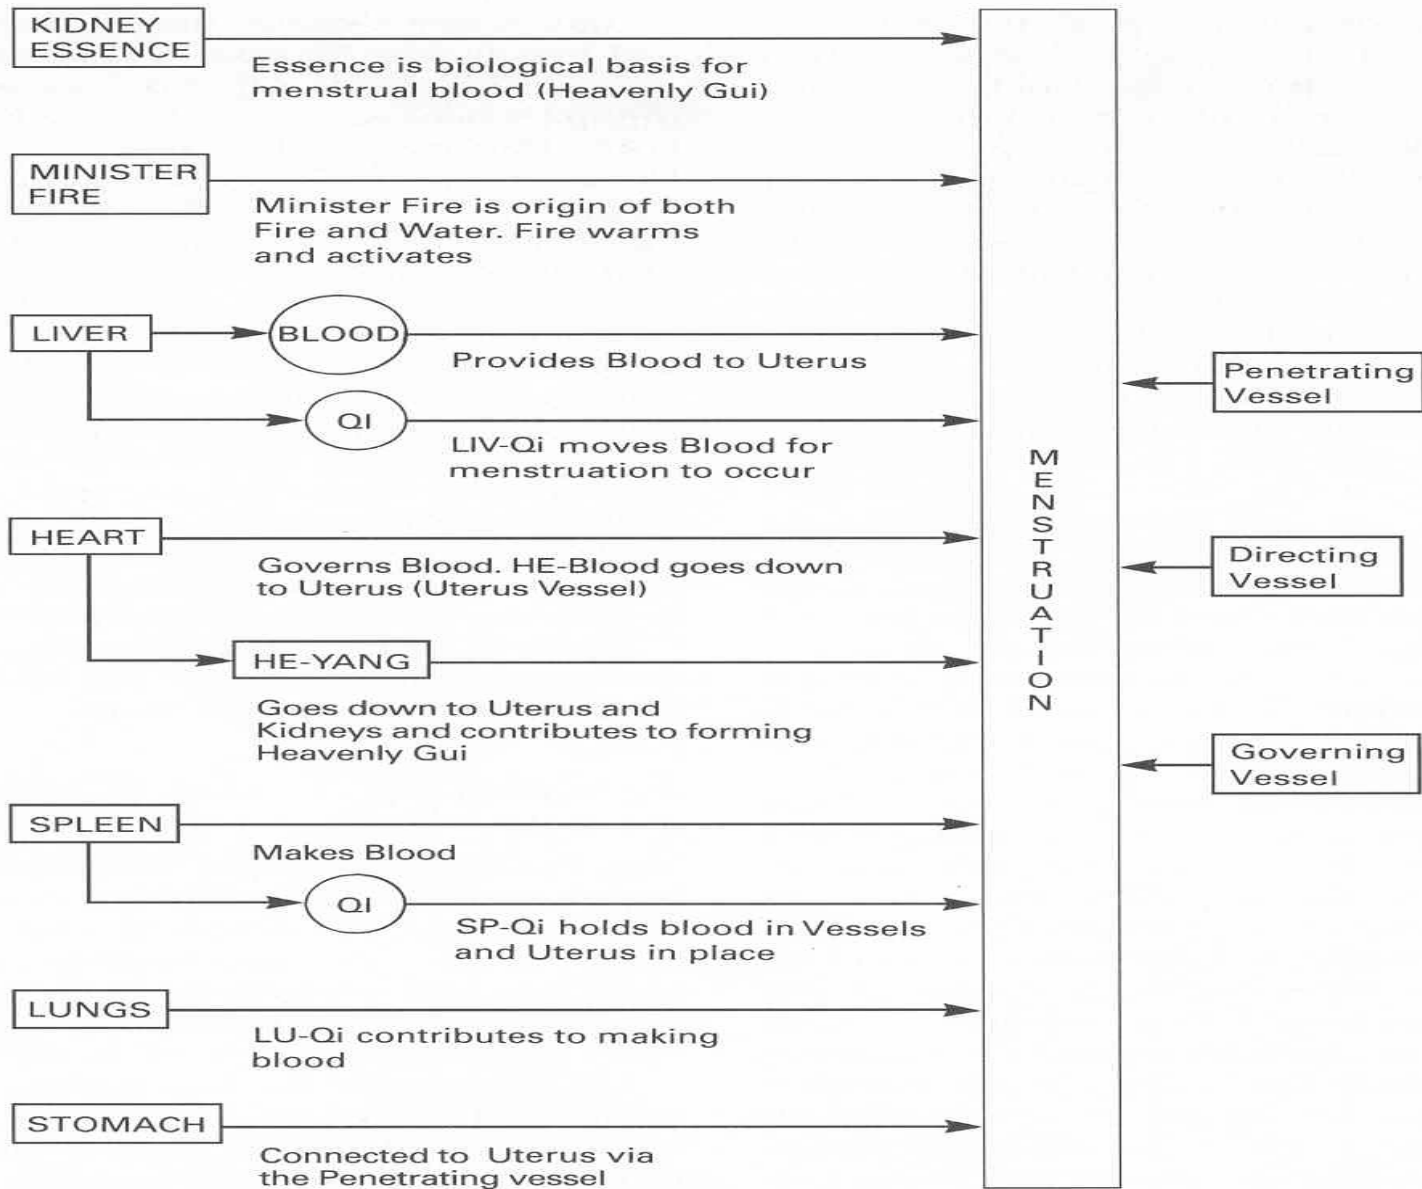 KIDNEY
ESSENCE
Essence is biological basis for
menstrual blood (Heavenly Gui)
MINISTER
FIRE
Minister Fire is origin of both
Fire and Water. Fire warms
and activates
LIVER
BLOOD
Provides Blood to Uterus
QI
LIV-Qi moves Blood for
menstruation to occur
HEART
Governs Blood. HE-Blood goes down
to Uterus (Uterus Vessel)
HE-YANG
Goes down to Uterus and
Kidneys and contributes to forming
Heavenly Gui
SPLEEN
Makes Blood
QI
SP-Qi holds blood in Vessels
and Uterus in place
LUNGS
LU-Qi contributes to making
blood
STOMACH
Connected to Uterus via
the Penetrating vessel
MENSTRUATION
Penetrating
Vessel
Directing
Vessel
Governing
Vessel